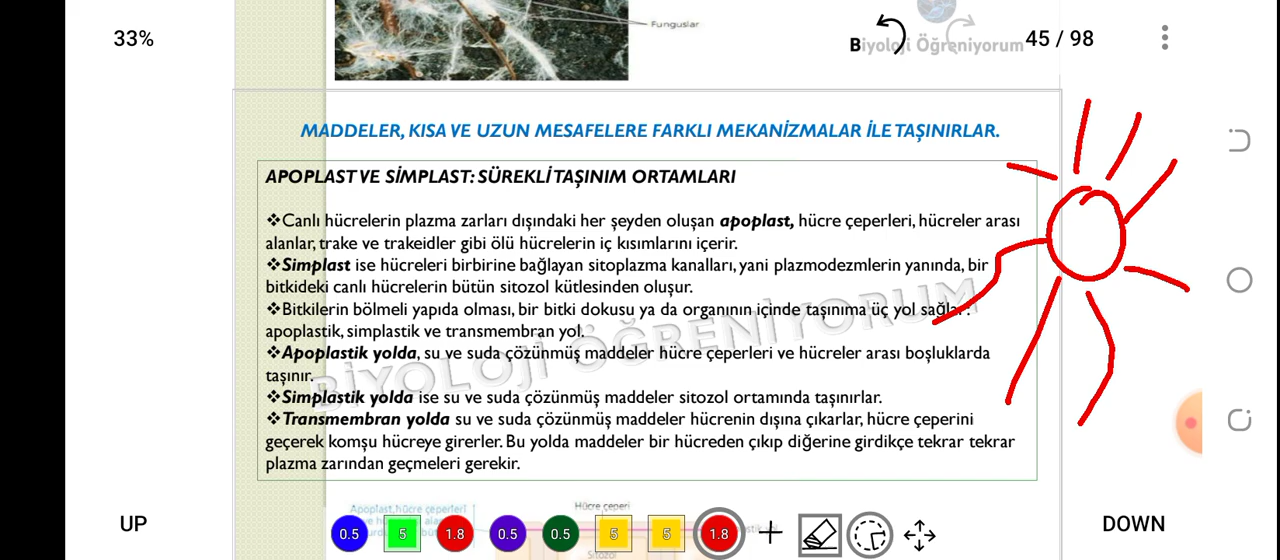 Funguslar
33%
Biyoloji Öğreniyorum
45 / 98
MADDELER, KISA VE UZUN MESAFELERE FARKLI MEKANİZMALAR İLE TAŞINIRLAR.
APOPLAST VE SİMPLAST: SÜREKLİ TAŞINIM ORTAMLARI
❖Canlı hücrelerin plazma zarları dışındaki her şeyden oluşan apoplast, hücre çeperleri, hücreler arası
alanlar, trake ve trakeidler gibi ölü hücrelerin iç kısımlarını içerir.
❖Simplast ise hücreleri birbirine bağlayan sitoplazma kanalları, yani plazmodezmlerin yanında, bir
bitkideki canlı hücrelerin bütün sitozol kütlesinden oluşur.
❖Bitkilerin bölmeli yapıda olması, bir bitki dokusu ya da organının içinde taşınıma üç yol sağlar:
apoplastik, simplastik ve transmembran yol.
❖Apoplastik yolda, su ve suda çözünmüş maddeler hücre çeperleri ve hücreler arası boşluklarda
taşınır.
❖Simplastik yolda ise su ve suda çözünmüş maddeler sitozol ortamında taşınırlar.
❖Transmembran yolda su ve suda çözünmüş maddeler hücrenin dışına çıkarlar, hücre çeperini
geçerek komşu hücreye girerler. Bu yolda maddeler bir hücreden çıkıp diğerine girdikçe tekrar tekrar
plazma zarından geçmeleri gerekir.
BİYOLOJİ ÖĞRENİYORUM
Apoplast, hücre çeperleri
Hücre çeperi
UP
0.5 5 1.8 0.5 0.5 5 5 1.8
DOWN
Sitozol